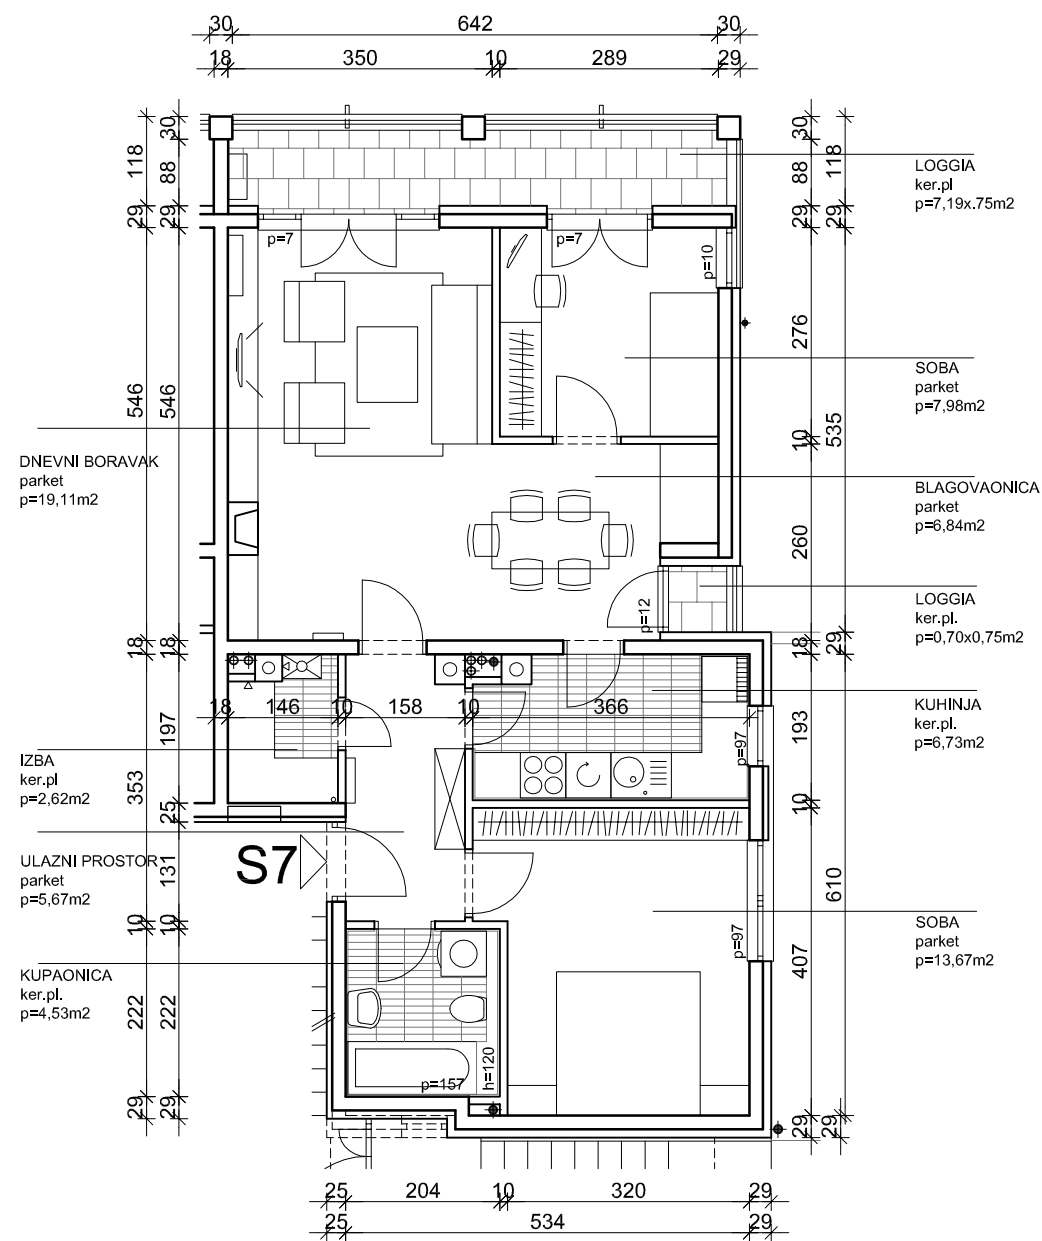 30
642
30
18
350
10
289
29
118
30
88
29
29
30
88
118
29
29
LOGGIA
ker.pl
p=7,19x.75m2
p=7
p=7
p=10
276
SOBA
parket
p=7,98m2
546
546
10
535
DNEVNI BORAVAK
parket
p=19,11m2
BLAGOVAONICA
parket
p=6,84m2
260
LOGGIA
ker.pl.
p=0,70x0,75m2
p=12
18
18
18
29
18
146
10
158
10
366
KUHINJA
ker.pl.
p=6,73m2
197
193
p=97
IZBA
ker.pl
p=2,62m2
353
25
10
ULAZNI PROSTOR
parket
p=5,67m2
S7
131
610
10
10
SOBA
parket
p=13,67m2
p=97
407
KUPAONICA
ker.pl.
p=4,53m2
222
222
p=157
h=120
29
29
29
29
25
204
10
320
29
25
534
29